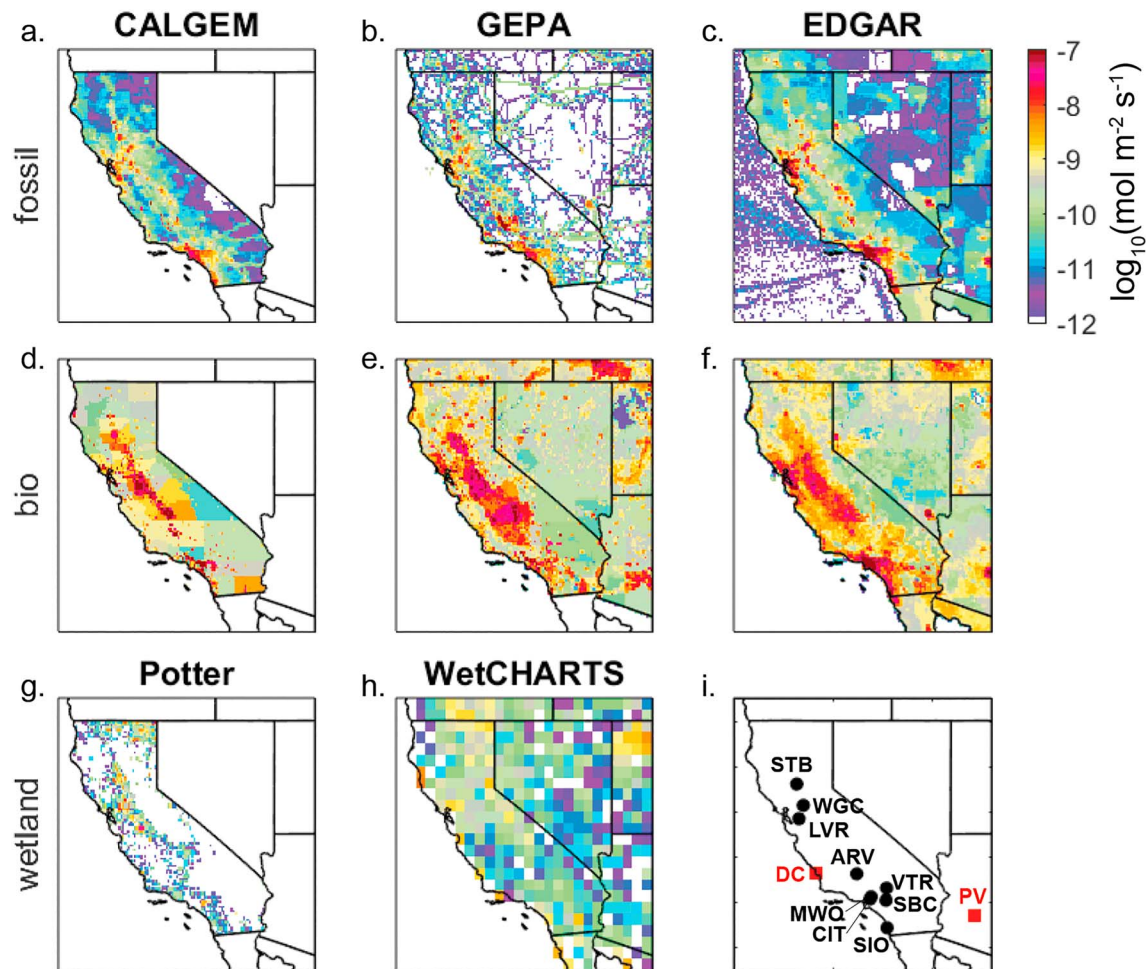 a. CALGEM
b. GEPA
c. EDGAR
fossil
-7
-8
-9
-10
-11
-12
log10(mol m-2 s-1)
d.
e.
f.
bio
g. Potter
h. WetCHARTS
i.
wetland
STB
WGC
LVR
ARV
DC
VTR
SBC
PV
MWO
CIT
SIO